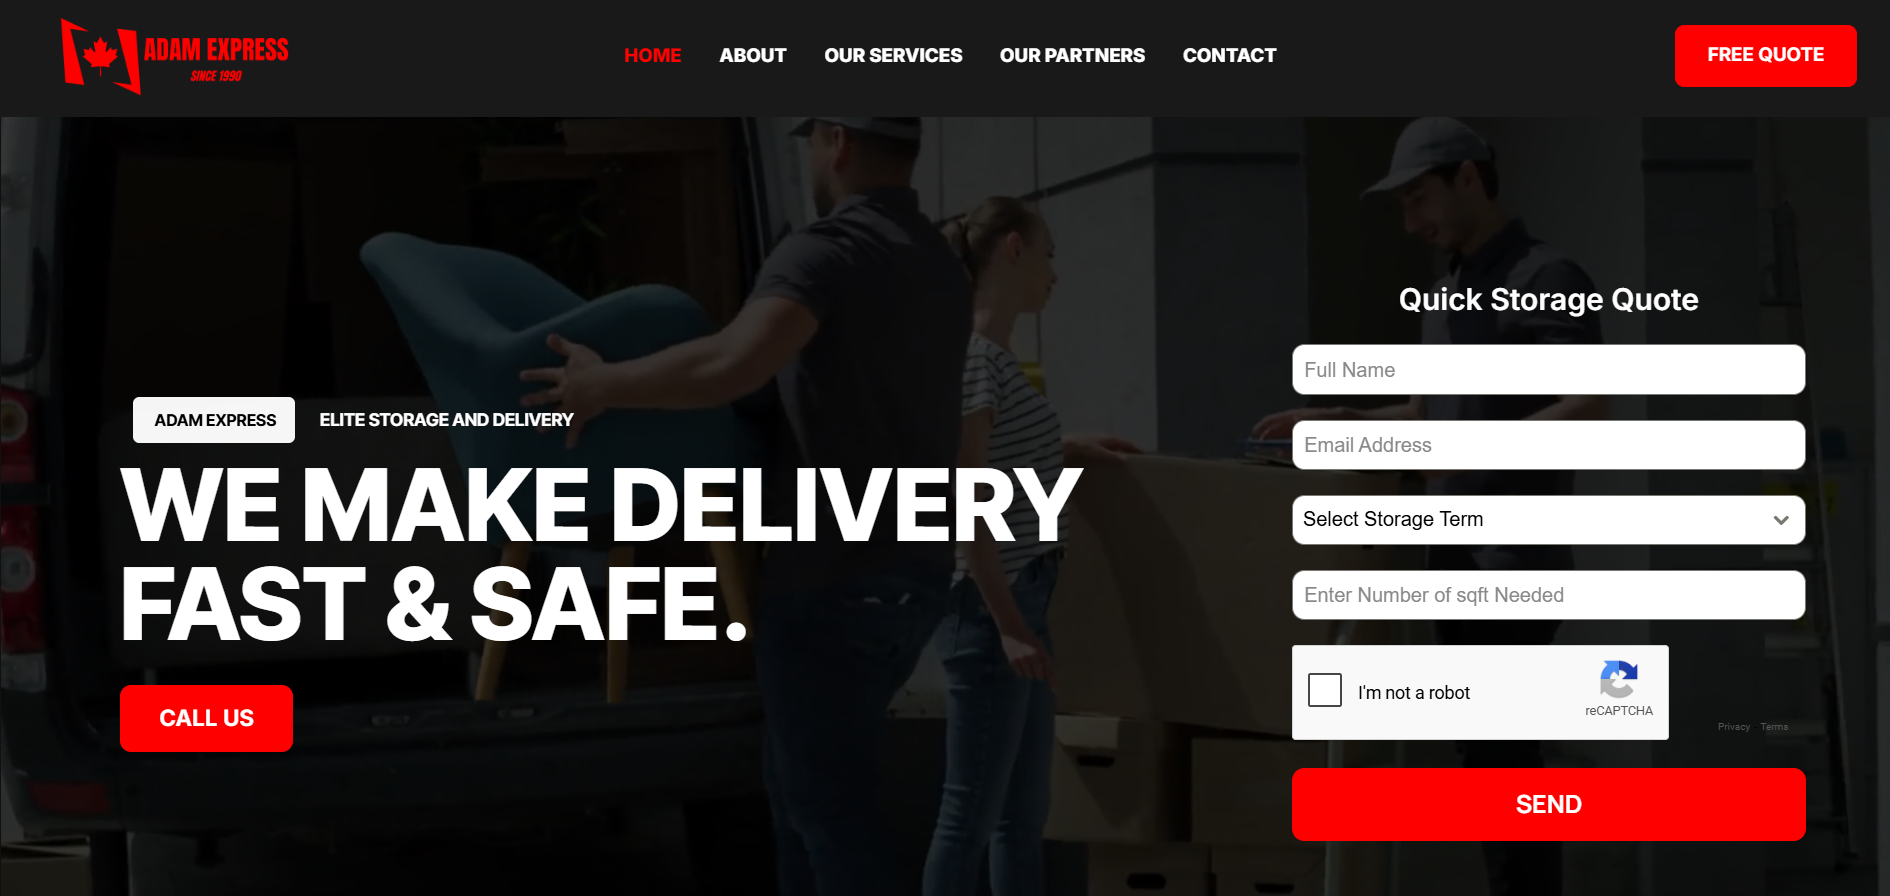 ADAM EXPRESS
SINCE 1990
HOME
ABOUT
OUR SERVICES
OUR PARTNERS
CONTACT
FREE QUOTE
ADAM EXPRESS
ELITE STORAGE AND DELIVERY
WE MAKE DELIVERY
FAST & SAFE.
CALL US
Quick Storage Quote
Full Name
Email Address
Select Storage Term
Enter Number of sqft Needed
I'm not a robot
reCAPTCHA
Privacy Terms
SEND